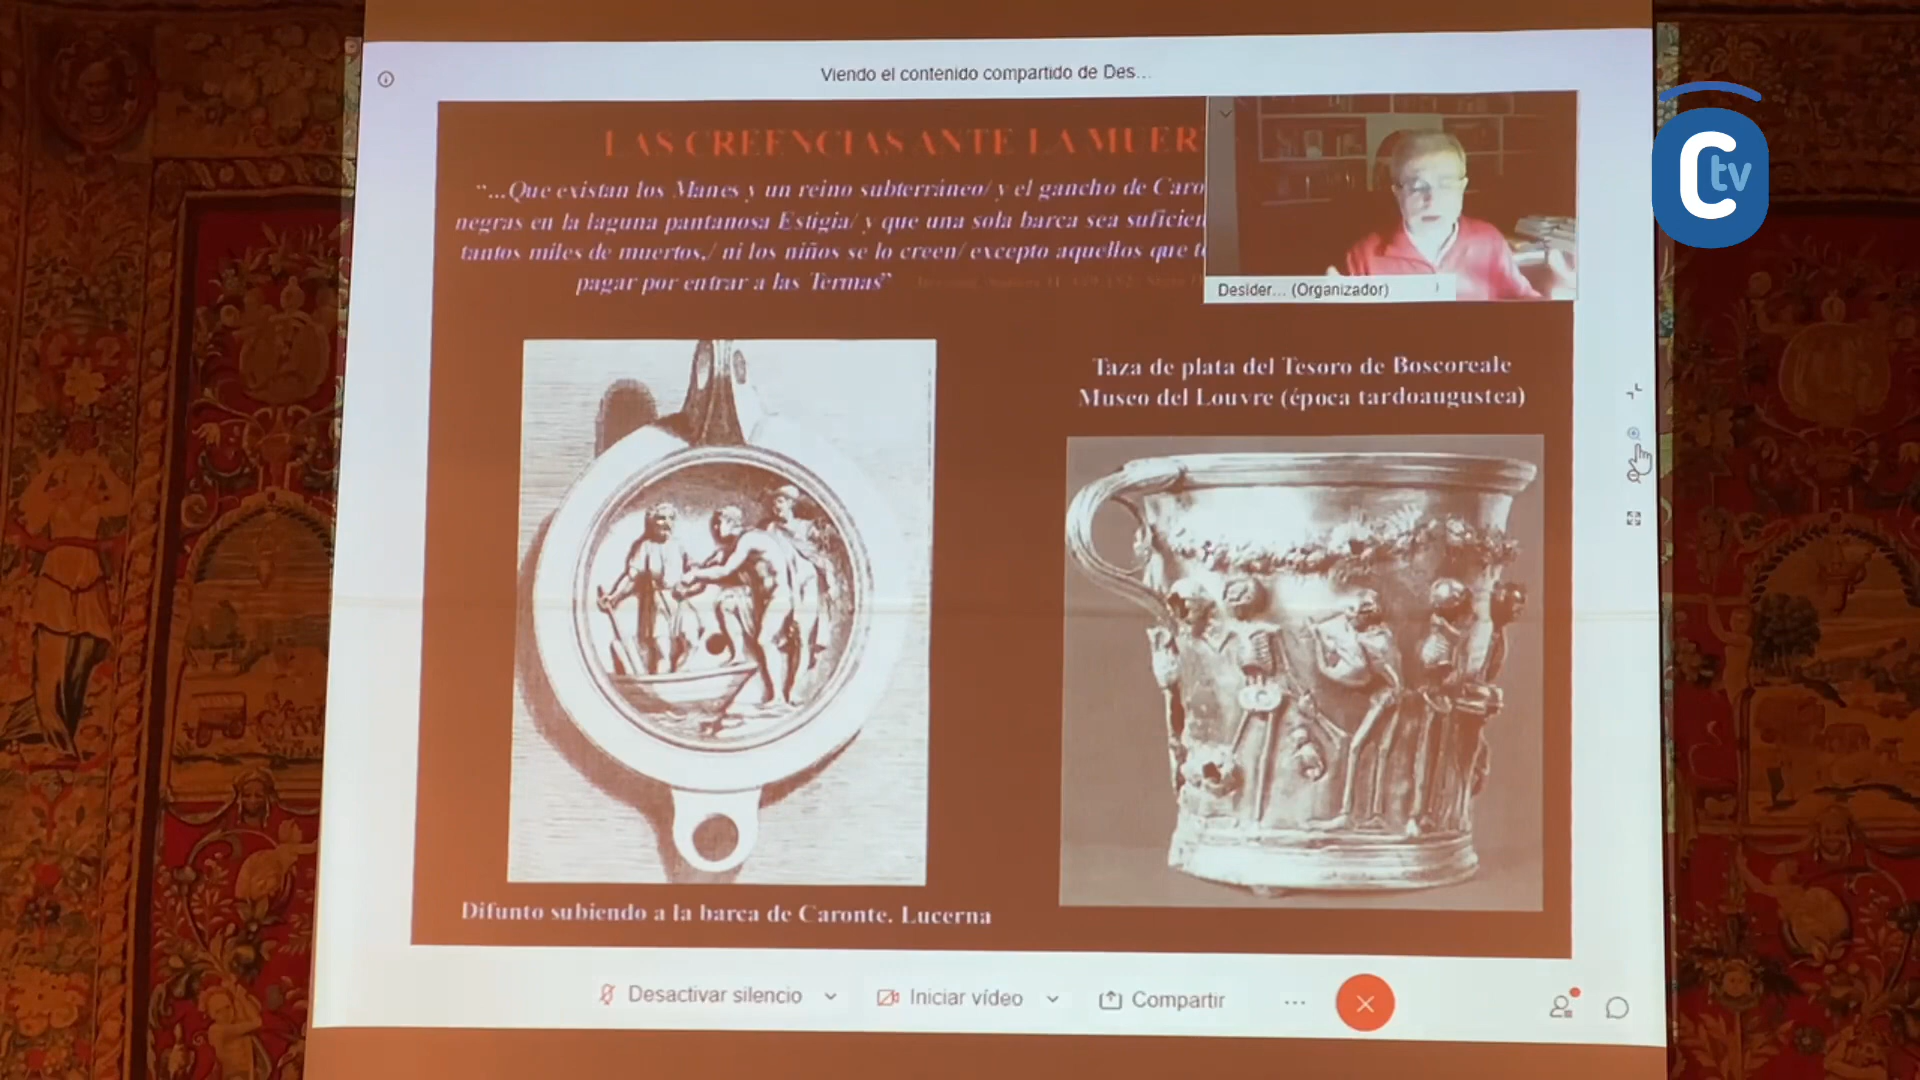 Viendo el contenido compartido de Des...
LAS CREENCIAS ANTE LA MUER
“...Que existan los Manes y un reino subterráneo/ y el gancho de Caro
negras en la laguna pantanosa Estigia/ y que una sola barca sea suficien
tantos miles de muertos,/ ni los niños se lo creen/ excepto aquellos que t
pagar por entrar a las Termas”
Desider... (Organizador)
C tv
Taza de plata del Tesoro de Boscoreale
Museo del Louvre (época tardoaugustea)
Difunto subiendo a la barca de Caronte. Lucerna
Desactivar silencio
Iniciar vídeo
Compartir